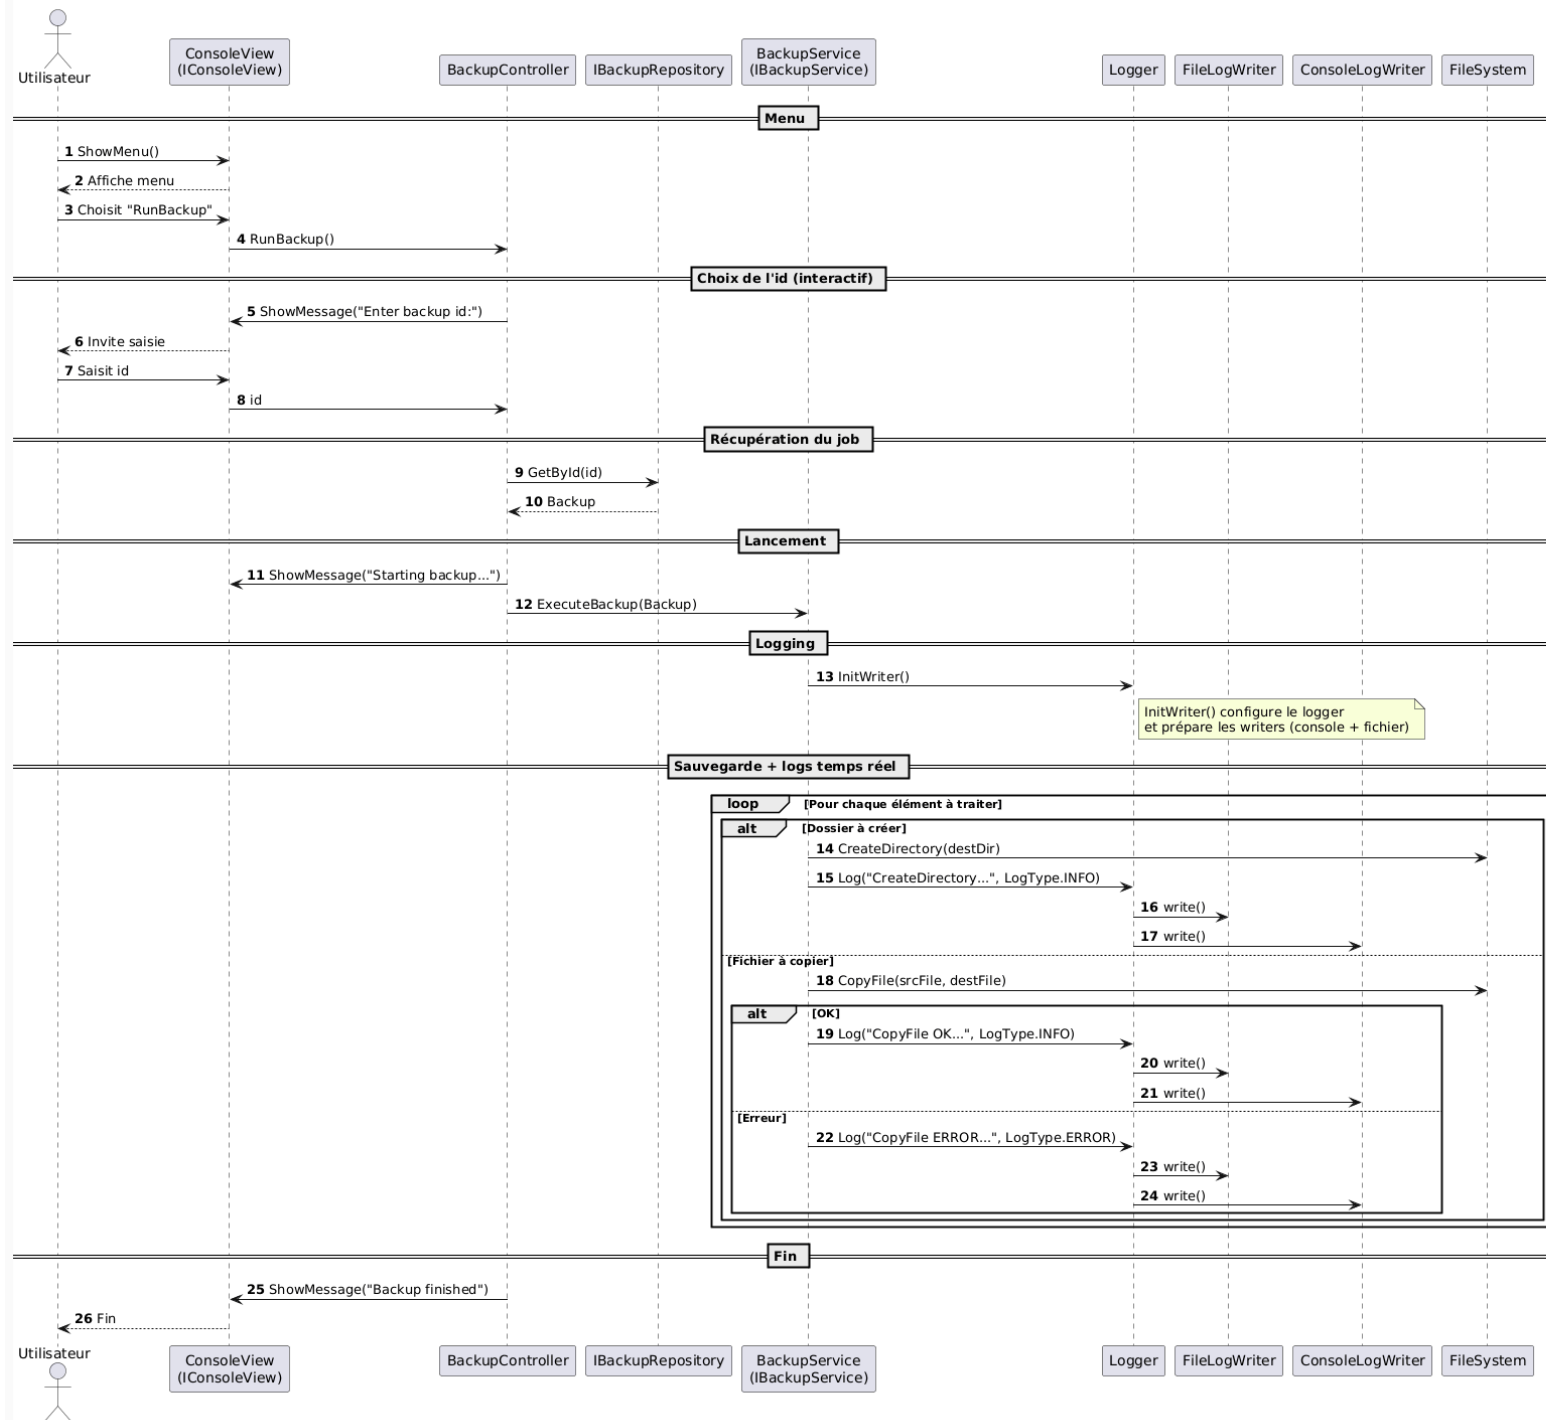 Utilisateur
ConsoleView
(IConsoleView)
BackupController
IBackupRepository
BackupService
(IBackupService)
Logger
FileLogWriter
ConsoleLogWriter
FileSystem
Menu
1 ShowMenu()
2 Affiche menu
3 Choisit "RunBackup"
4 RunBackup()
Choix de l'id (interactif)
5 ShowMessage("Enter backup id:")
6 Invite saisie
7 Saisit id
8 id
Récupération du job
9 GetById(id)
10 Backup
Lancement
11 ShowMessage("Starting backup...")
12 ExecuteBackup(Backup)
Logging
13 InitWriter()
InitWriter() configure le logger
et prépare les writers (console + fichier)
Sauvegarde + logs temps réel
loop [Pour chaque élément à traiter]
alt [Dossier à créer]
14 CreateDirectory(destDir)
15 Log("CreateDirectory...", LogType.INFO)
16 write()
17 write()
[Fichier à copier]
18 CopyFile(srcFile, destFile)
alt [OK]
19 Log("CopyFile OK...", LogType.INFO)
20 write()
21 write()
[Erreur]
22 Log("CopyFile ERROR...", LogType.ERROR)
23 write()
24 write()
Fin
25 ShowMessage("Backup finished")
26 Fin
Utilisateur
ConsoleView
(IConsoleView)
BackupController
IBackupRepository
BackupService
(IBackupService)
Logger
FileLogWriter
ConsoleLogWriter
FileSystem